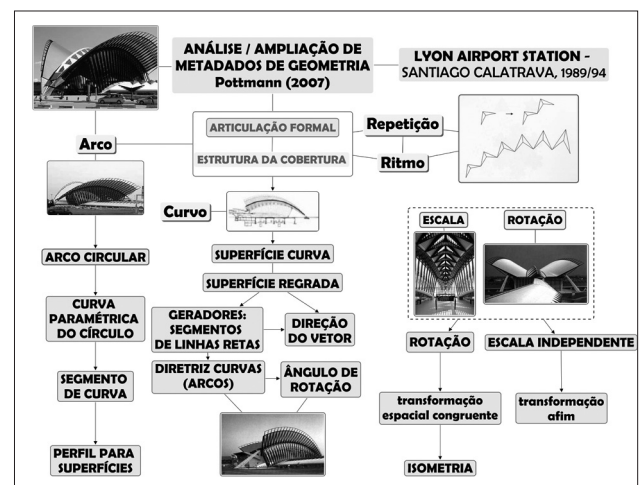 ANÁLISE / AMPLIAÇÃO DE
METADADOS DE GEOMETRIA
Pottmann (2007)
LYON AIRPORT STATION -
SANTIAGO CALATRAVA, 1989/94
ARTICULAÇÃO FORMAL
ESTRUTURA DA COBERTURA
Repetição
Ritmo
Arco
Curvo
ESCALA
ROTAÇÃO
ARCO CIRCULAR
SUPERFÍCIE CURVA
SUPERFÍCIE REGRADA
CURVA
PARAMÉTRICA
DO CÍRCULO
GERADORES:
SEGMENTOS
DE LINHAS RETAS
DIREÇÃO
DO VETOR
ROTAÇÃO
ESCALA INDEPENDENTE
SEGMENTO
DE CURVA
DIRETRIZ CURVAS
(ARCOS)
ÂNGULO DE
ROTAÇÃO
transformação
espacial congruente
transformação
afim
PERFIL PARA
SUPERFÍCIES
ISOMETRIA